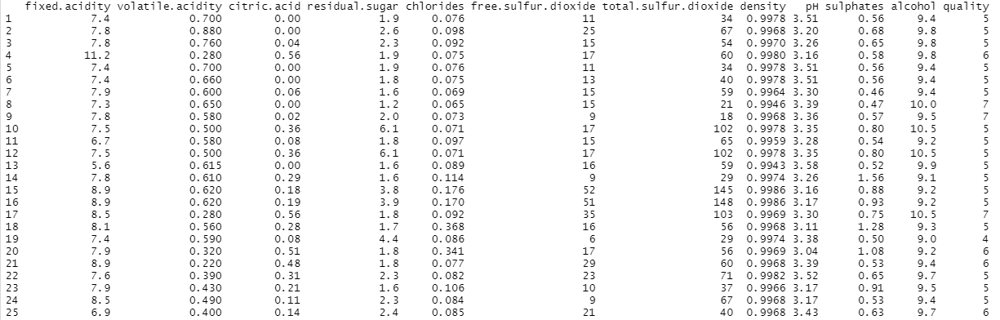 fixed.acidity volatile.acidity citric.acid residual.sugar chlorides free.sulfur.dioxide total.sulfur.dioxide density pH sulphates alcohol quality
1 7.4 0.700 0.00 1.9 0.076 11 34 0.9978 3.51 0.56 9.4 5
2 7.8 0.880 0.00 2.6 0.098 25 67 0.9968 3.20 0.68 9.8 5
3 7.8 0.760 0.04 2.3 0.092 15 54 0.9970 3.26 0.65 9.8 5
4 11.2 0.280 0.56 1.9 0.075 17 60 0.9980 3.16 0.58 9.8 6
5 7.4 0.700 0.00 1.9 0.076 11 34 0.9978 3.51 0.56 9.4 5
6 7.4 0.660 0.00 1.8 0.075 13 40 0.9978 3.51 0.56 9.4 5
7 7.9 0.600 0.06 1.6 0.069 15 59 0.9964 3.30 0.46 9.4 5
8 7.3 0.650 0.00 1.2 0.065 15 21 0.9946 3.39 0.47 10.0 7
9 7.8 0.580 0.02 2.0 0.073 9 18 0.9968 3.36 0.57 9.5 7
10 7.5 0.500 0.36 6.1 0.071 17 102 0.9978 3.35 0.80 10.5 5
11 6.7 0.580 0.08 1.8 0.097 15 65 0.9959 3.28 0.54 9.2 5
12 7.5 0.500 0.36 6.1 0.071 17 102 0.9978 3.35 0.80 10.5 5
13 5.6 0.615 0.00 1.6 0.089 16 59 0.9943 3.58 0.52 9.9 5
14 7.8 0.610 0.29 1.6 0.114 9 29 0.9974 3.26 1.56 9.1 5
15 8.9 0.620 0.18 3.8 0.176 52 145 0.9986 3.16 0.88 9.2 5
16 8.9 0.620 0.19 3.9 0.170 51 148 0.9986 3.17 0.93 9.2 5
17 8.5 0.280 0.56 1.8 0.092 35 103 0.9969 3.30 0.75 10.5 7
18 8.1 0.560 0.28 1.7 0.368 16 56 0.9968 3.11 1.28 9.3 5
19 7.4 0.590 0.08 4.4 0.086 6 29 0.9974 3.38 0.50 9.0 4
20 7.9 0.320 0.51 1.8 0.341 17 56 0.9969 3.04 1.08 9.2 6
21 8.9 0.220 0.48 1.8 0.077 29 60 0.9968 3.39 0.53 9.4 6
22 7.6 0.390 0.31 2.3 0.082 23 71 0.9982 3.52 0.65 9.7 5
23 7.9 0.430 0.21 1.6 0.106 10 37 0.9966 3.17 0.91 9.5 5
24 8.5 0.490 0.11 2.3 0.084 9 67 0.9968 3.17 0.53 9.4 5
25 6.9 0.400 0.14 2.4 0.085 21 40 0.9968 3.43 0.63 9.7 6